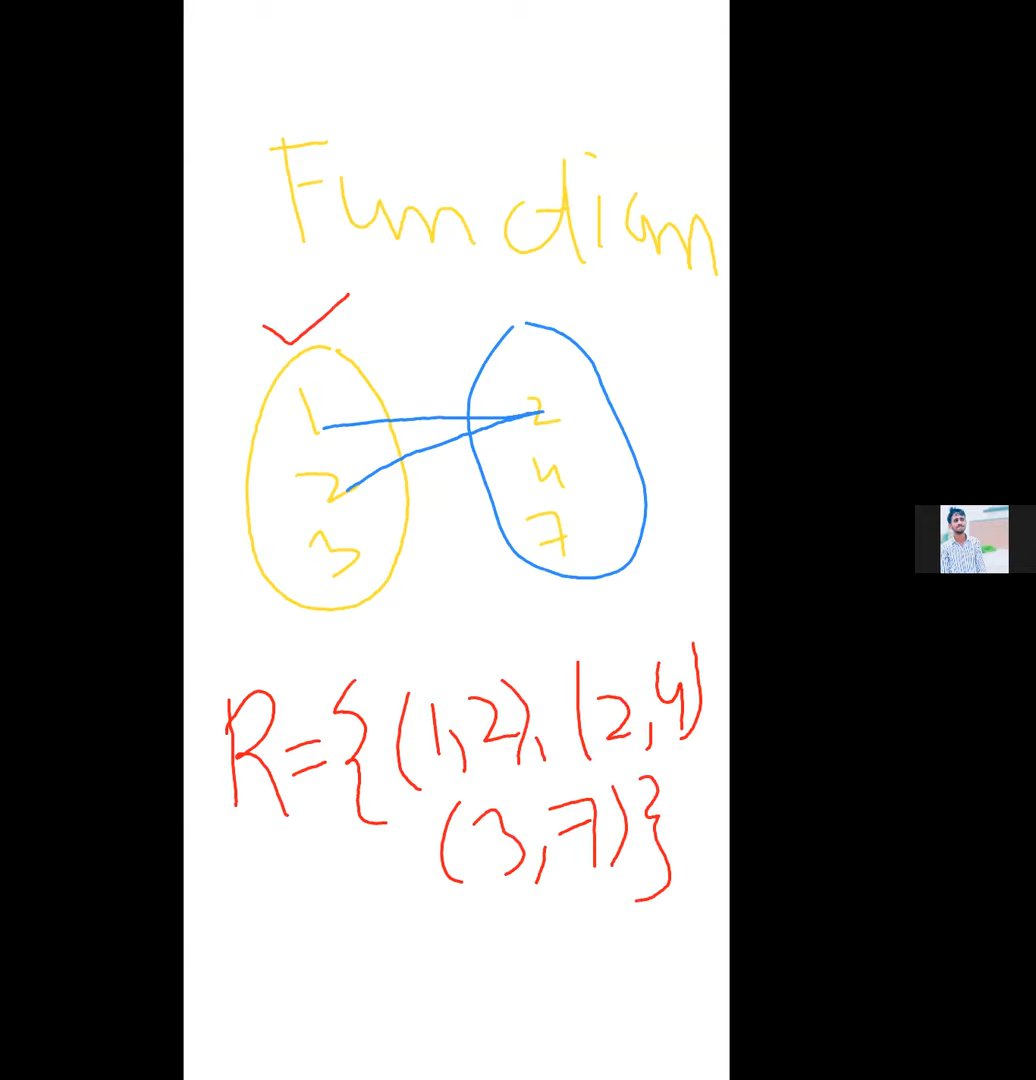 Function
1 2
2 4
3 7
R={(1,2), (2,4)
(3,7)}